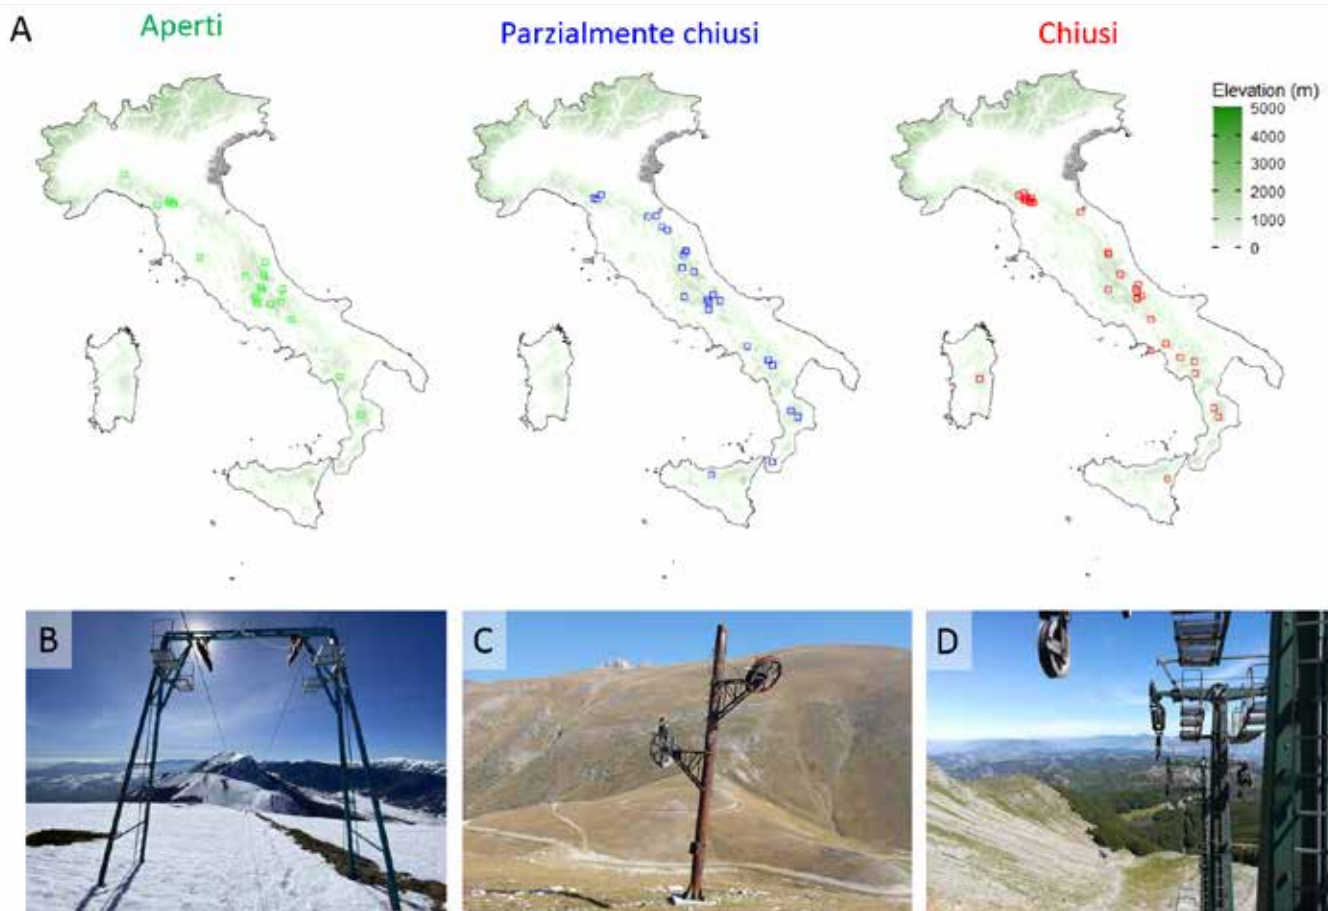 A
Aperti
Parzialmente chiusi
Chiusi
Elevation (m)
5000
4000
3000
2000
1000
0
B
C
D